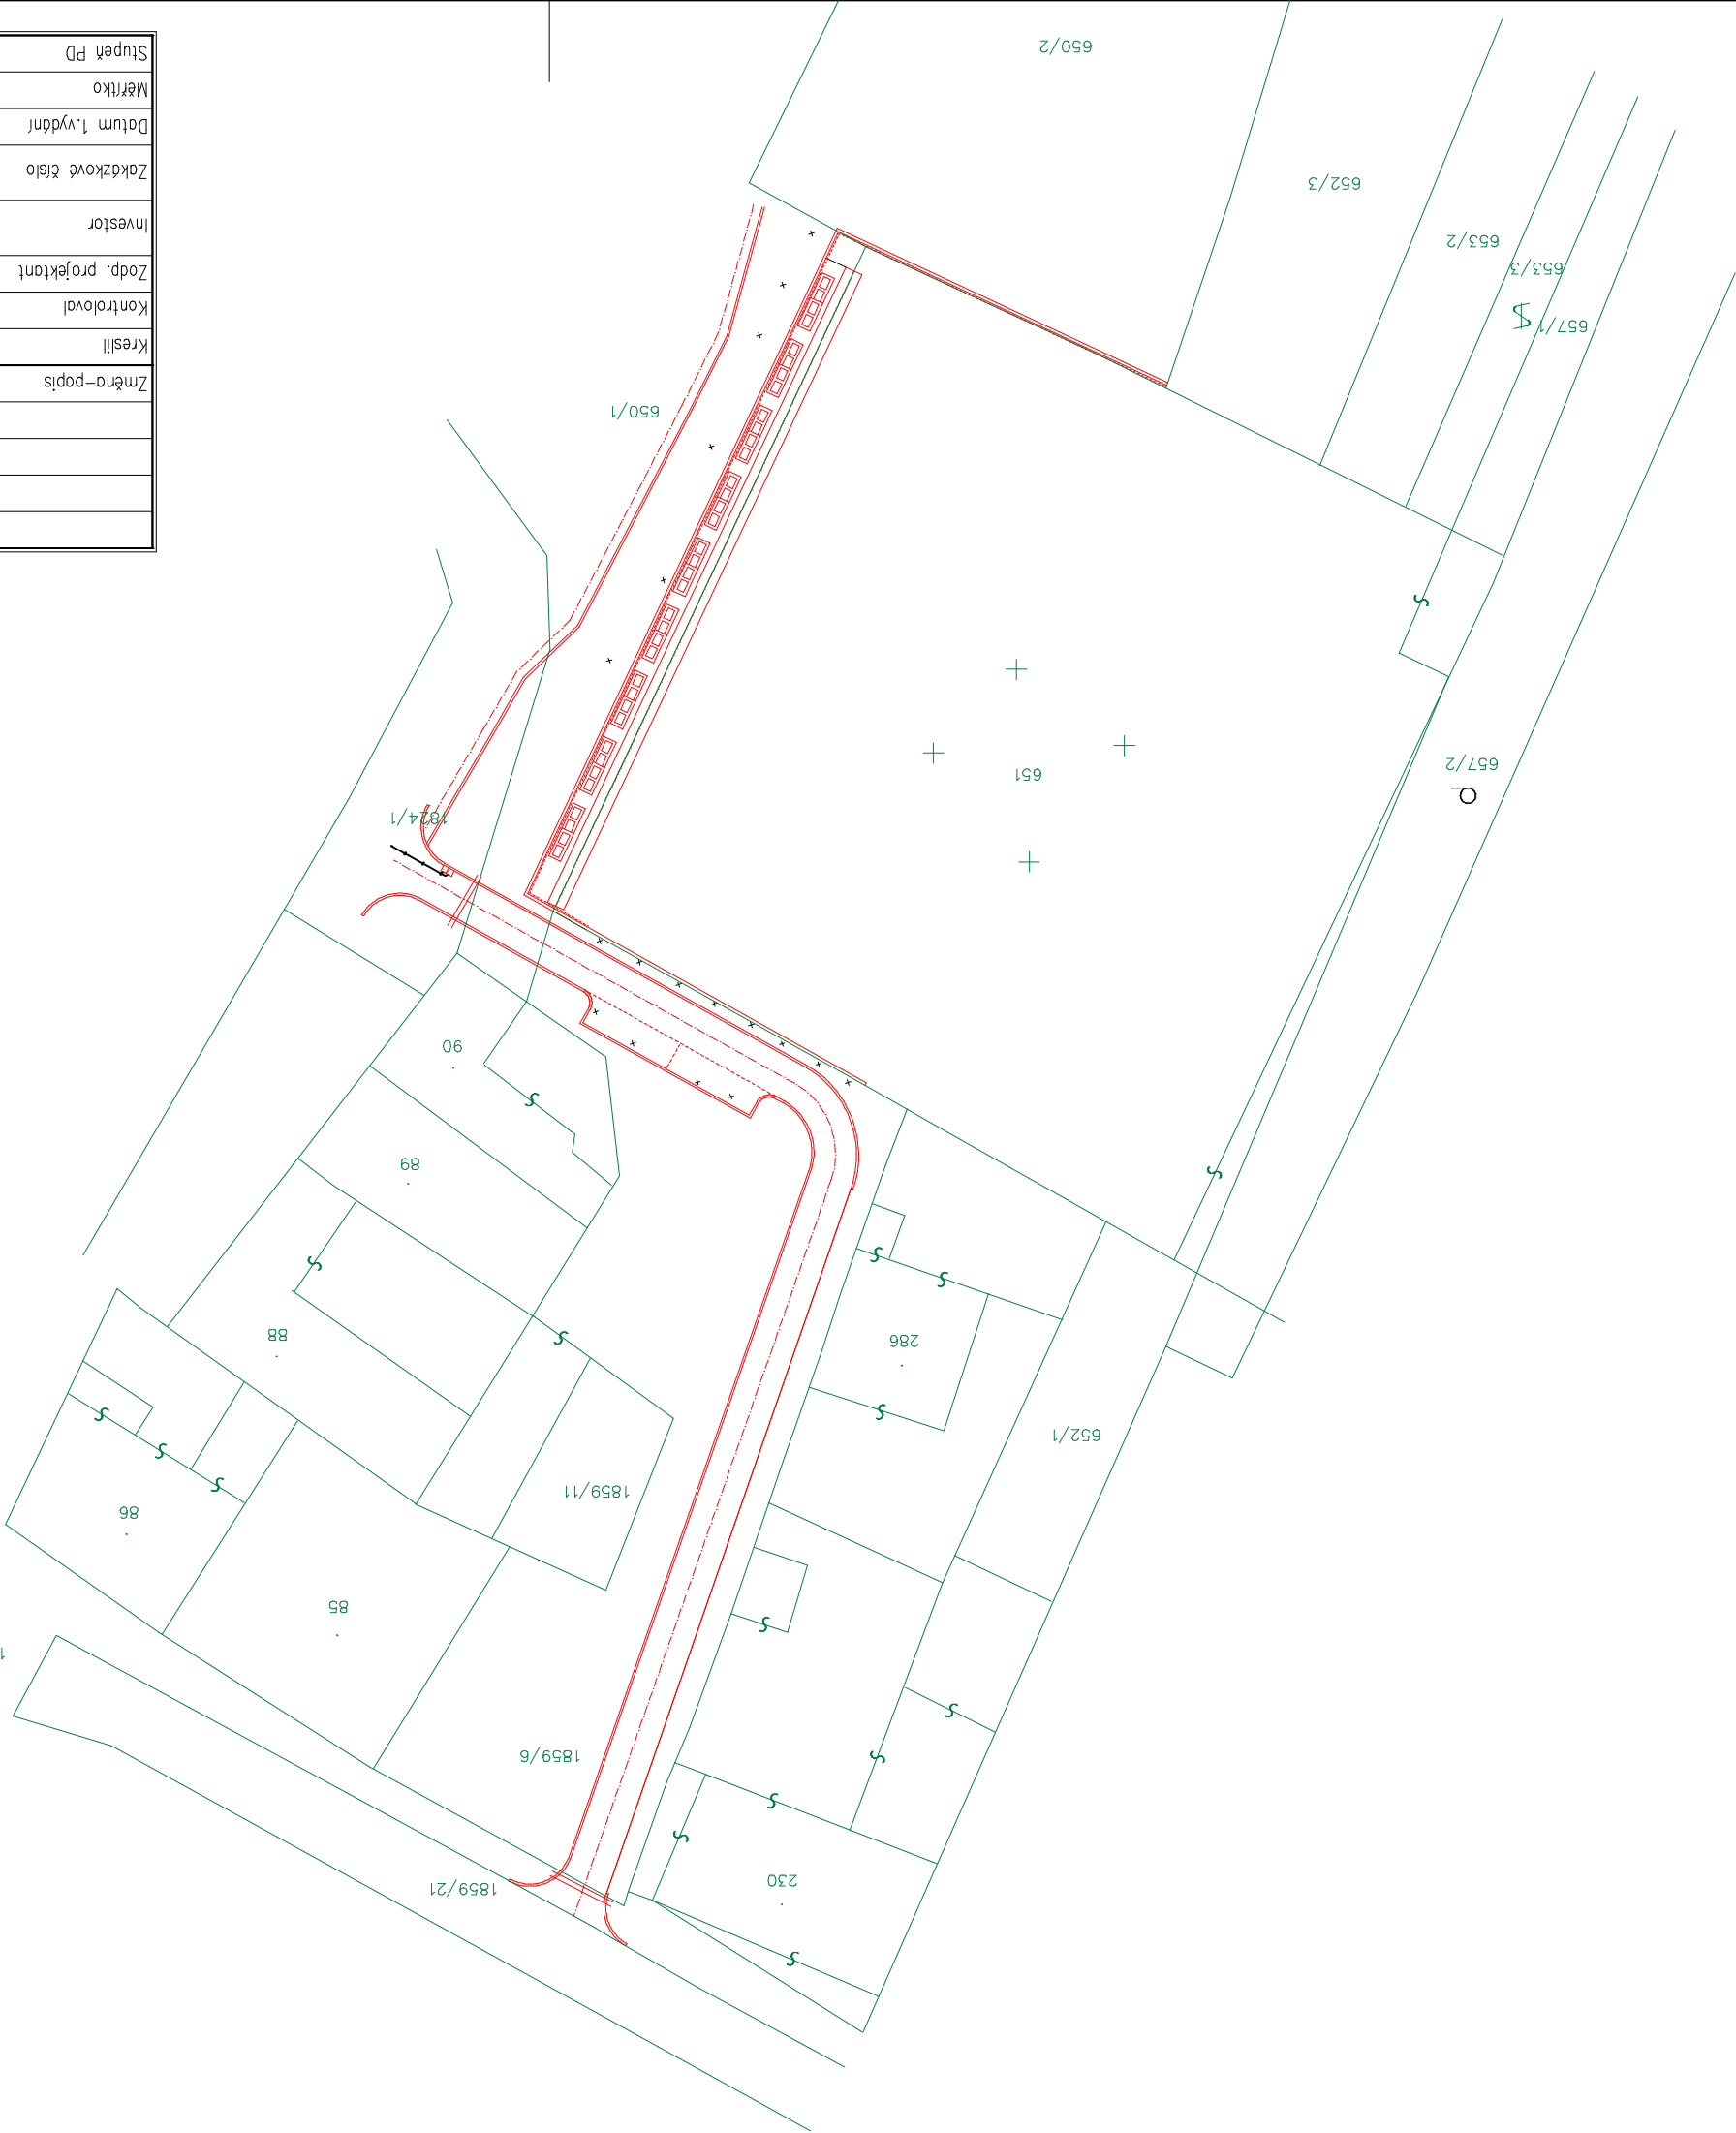 Stupeň PD
Měřítko
Datum 1.vydání
Zakázkové číslo
Investor
Zodp. projektant
Kontroloval
Kreslil
Změna-popis
650/2
652/3
653/2
653/3
657/1
650/1
657/2
651
1824/1
90
89
88
286
652/1
1859/11
86
85
1859/6
230
1859/21